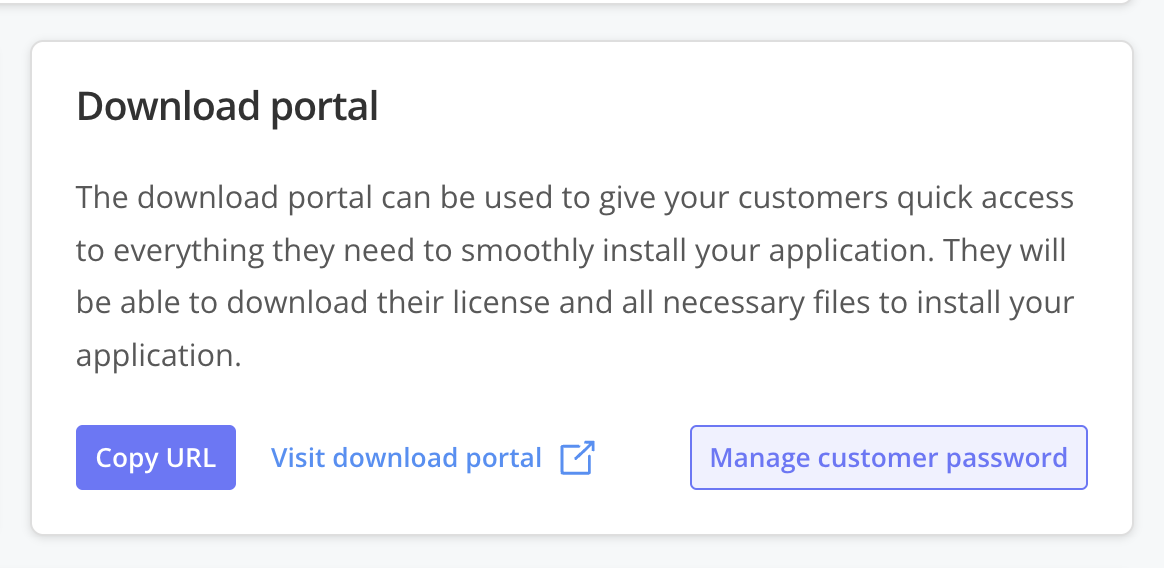 Download portal
The download portal can be used to give your customers quick access
to everything they need to smoothly install your application. They will
be able to download their license and all necessary files to install your
application.
Copy URL
Visit download portal
Manage customer password